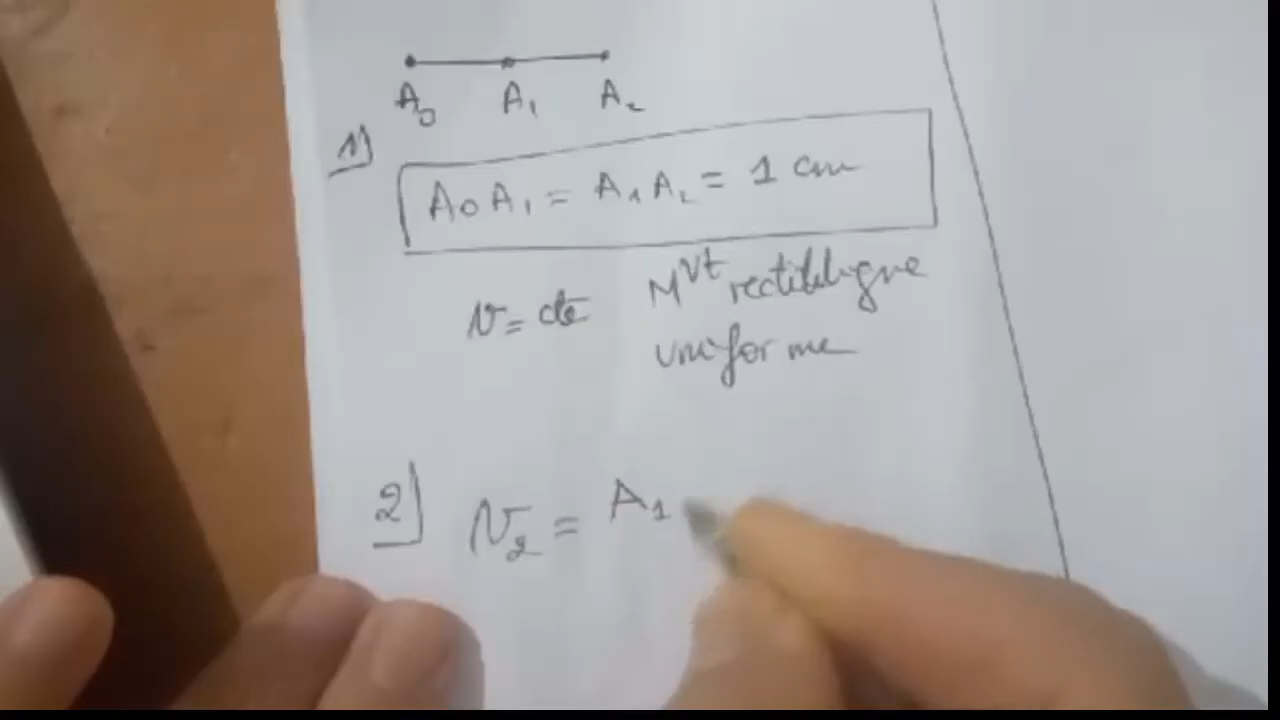 A₀ A₁ A₂
1)
A₀A₁ = A₁A₂ = 1 cm
v = cte Mvt rectiligne
uniforme
2) v₂ = A₁